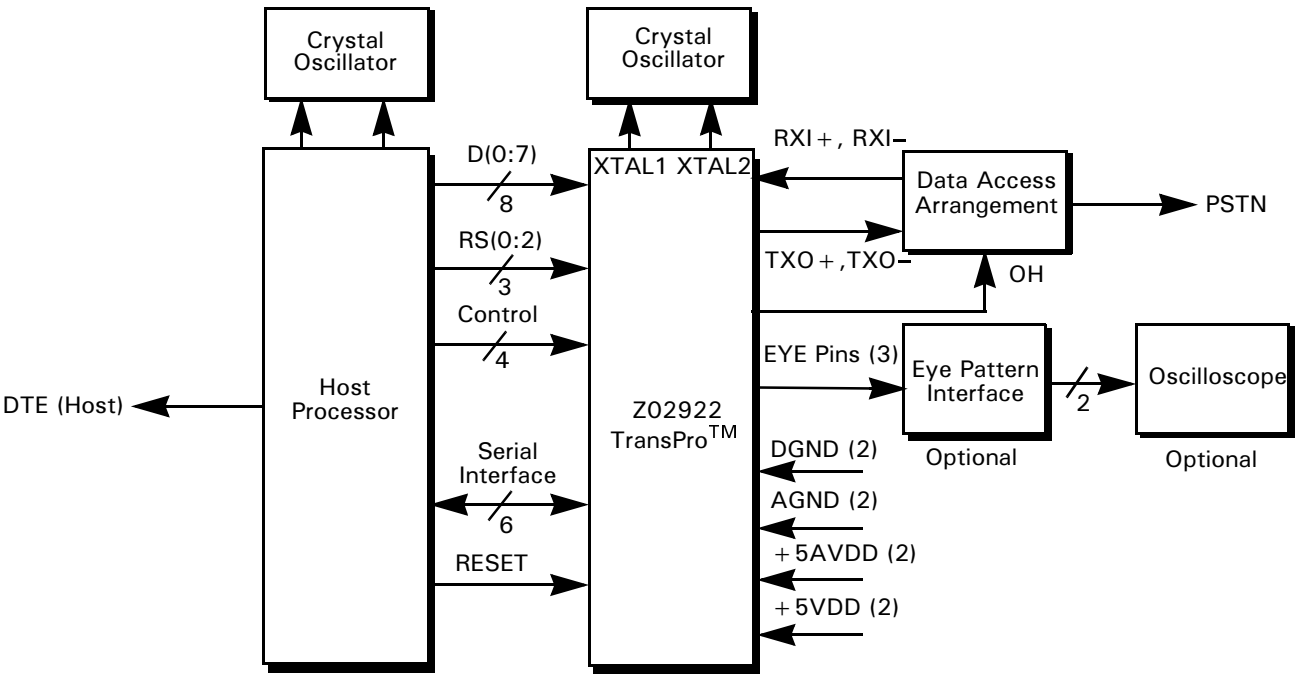 Crystal
Oscillator
Crystal
Oscillator
D(0:7)
8
RS(0:2)
3
Control
4
Serial
Interface
6
RESET
DTE (Host)
Host
Processor
XTAL1 XTAL2
Z02922
TransPro™
RXI+, RXI–
TXO+,TXO–
OH
Data Access
Arrangement
PSTN
EYE Pins (3)
Eye Pattern
Interface
Optional
2
Oscilloscope
Optional
DGND (2)
AGND (2)
+5AVDD (2)
+5VDD (2)